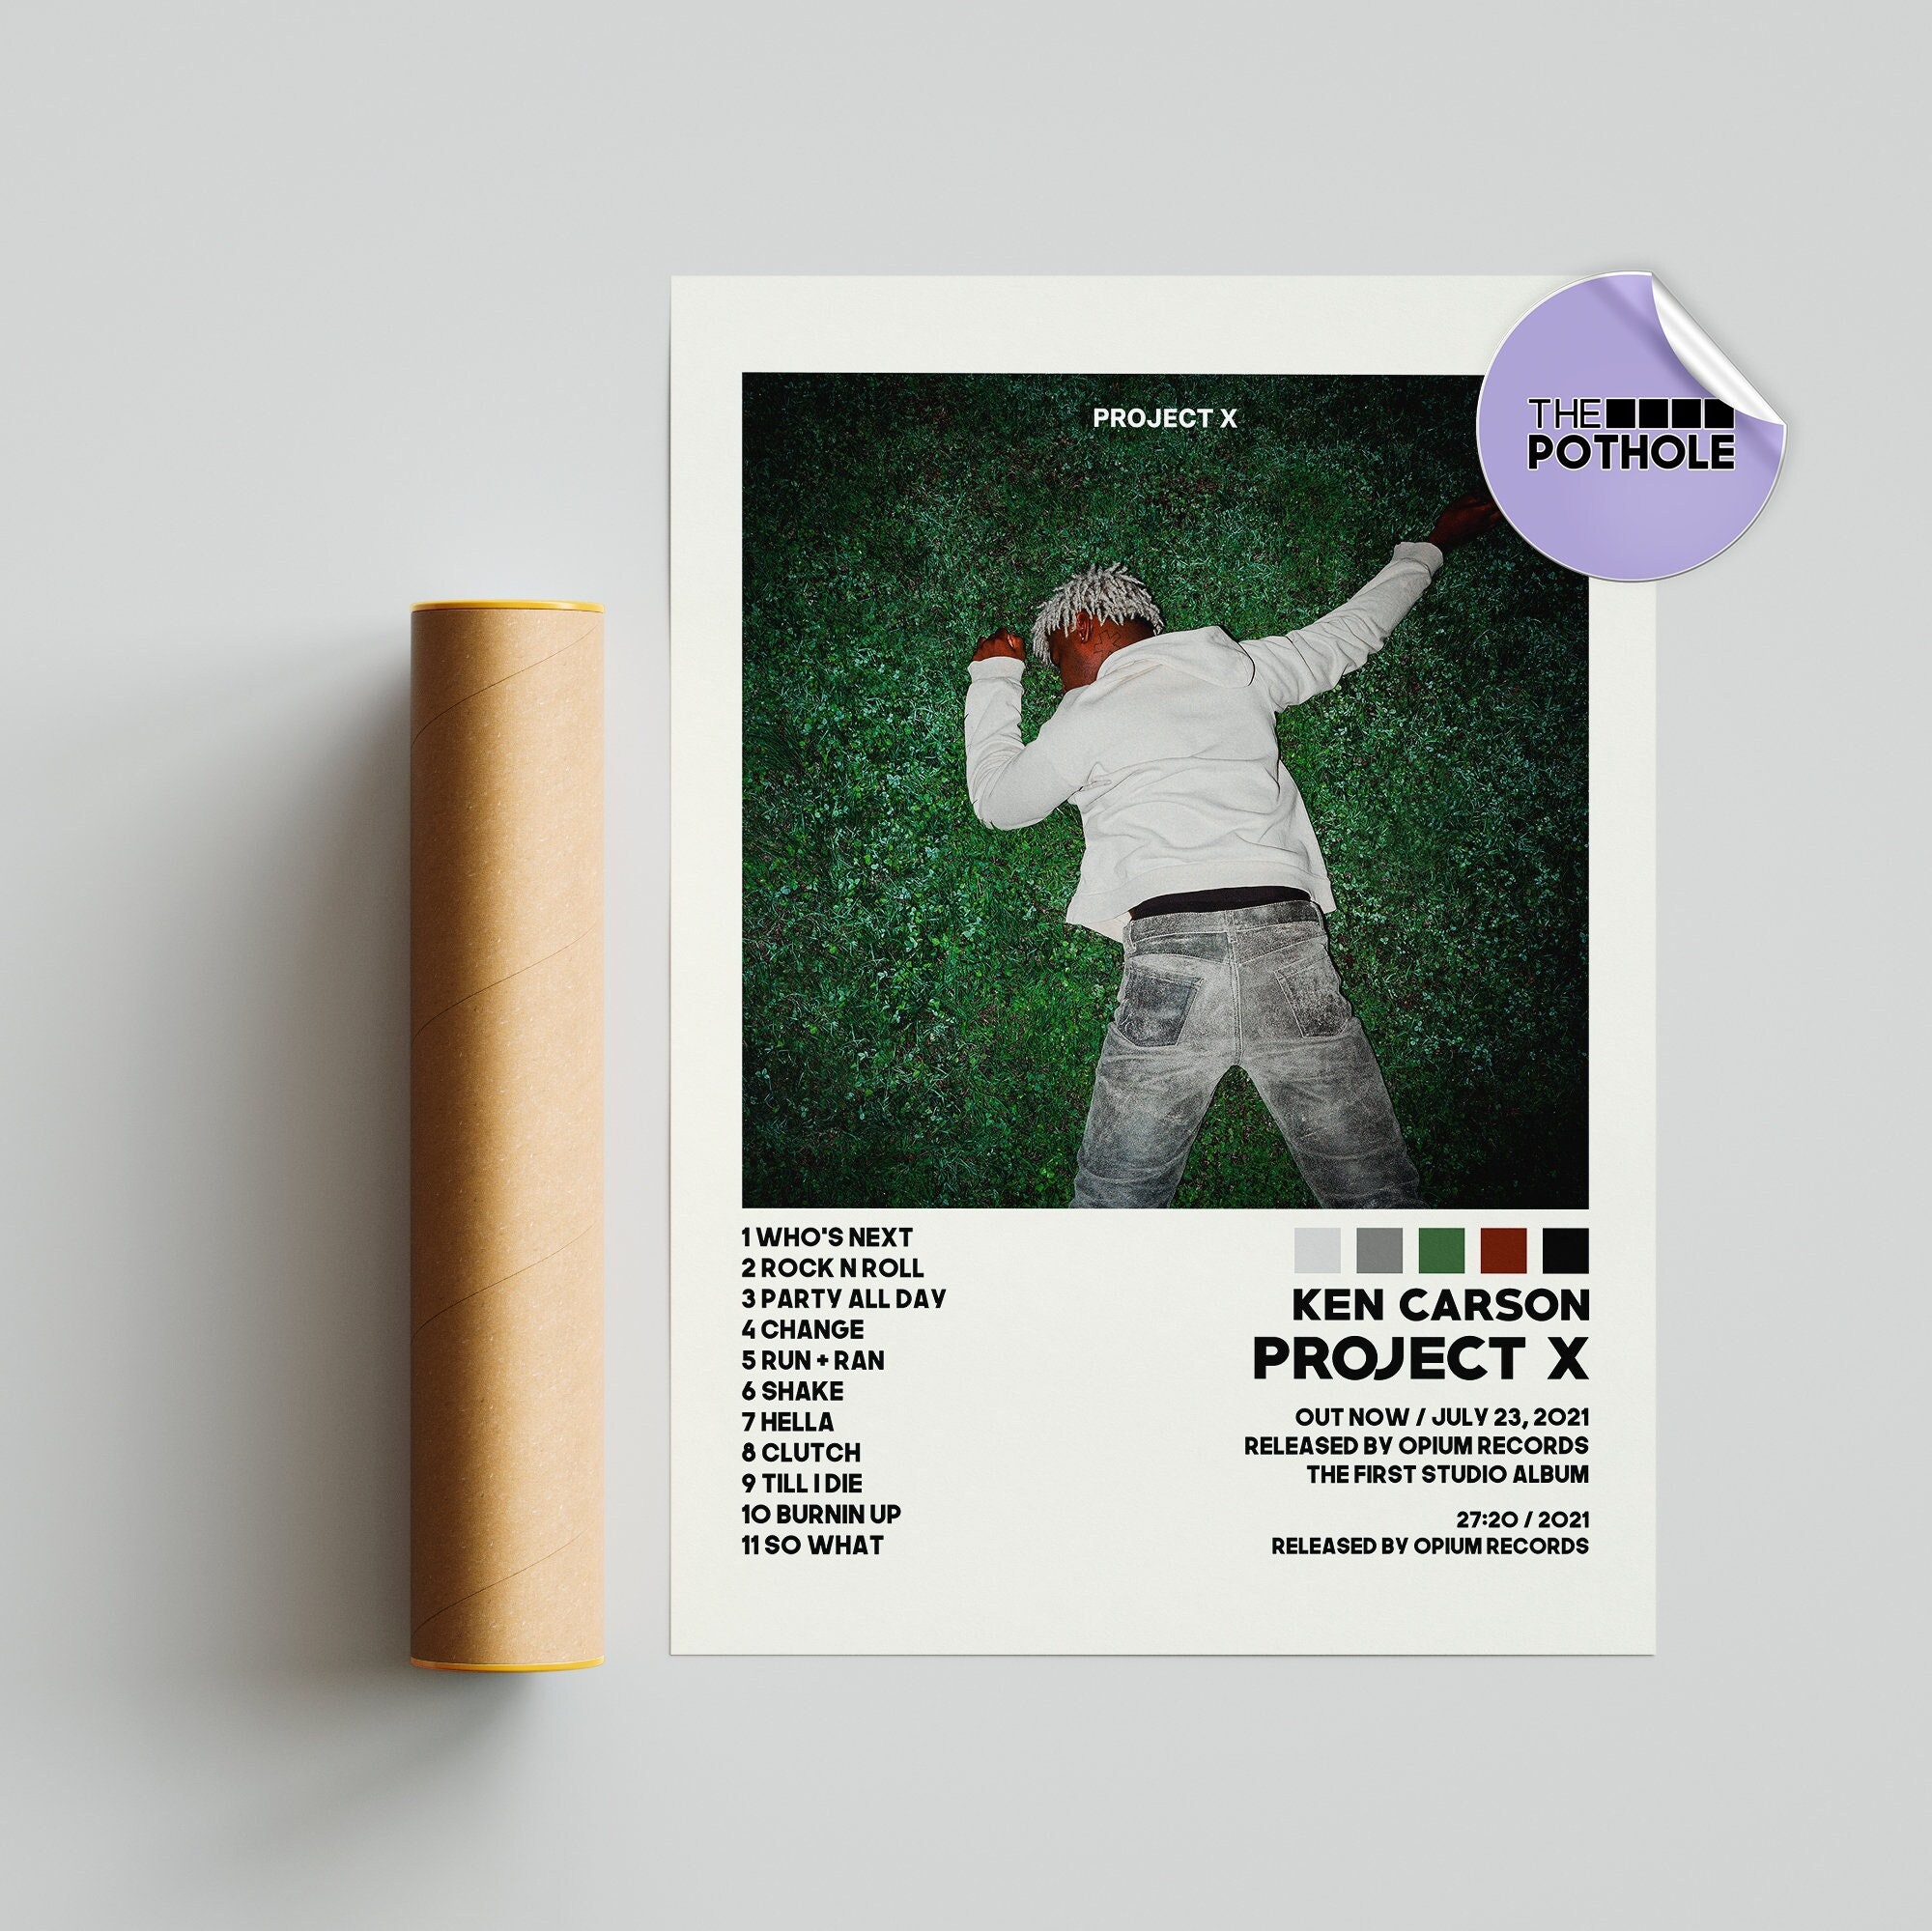 PROJECT X
THE
POTHOLE
1 WHO'S NEXT
2 ROCK N ROLL
3 PARTY ALL DAY
4 CHANGE
5 RUN + RAN
6 SHAKE
7 HELLA
8 CLUTCH
9 TILL I DIE
10 BURNIN UP
11 SO WHAT
KEN CARSON
PROJECT X
OUT NOW / JULY 23, 2021
RELEASED BY OPIUM RECORDS
THE FIRST STUDIO ALBUM
27:20 / 2021
RELEASED BY OPIUM RECORDS